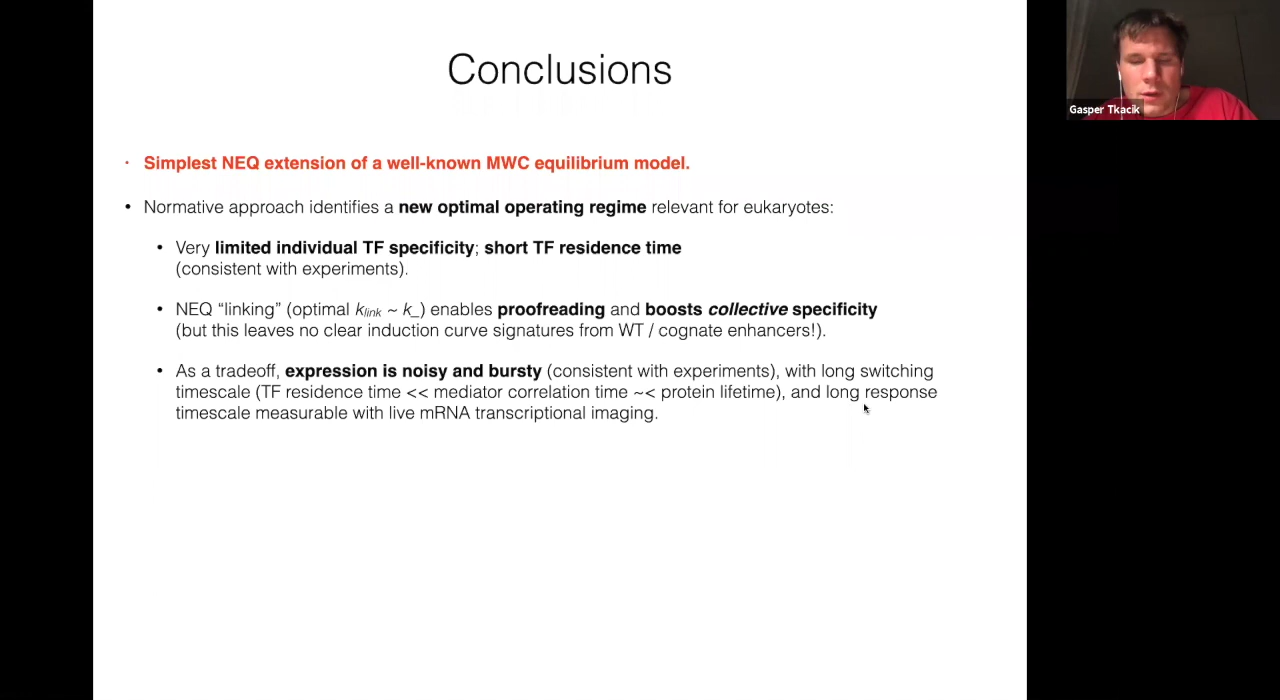 Conclusions
Gasper Tkacik
· Simplest NEQ extension of a well-known MWC equilibrium model.
• Normative approach identifies a new optimal operating regime relevant for eukaryotes:
• Very limited individual TF specificity; short TF residence time
(consistent with experiments).
• NEQ “linking” (optimal klink ~ k_) enables proofreading and boosts collective specificity
(but this leaves no clear induction curve signatures from WT / cognate enhancers!).
• As a tradeoff, expression is noisy and bursty (consistent with experiments), with long switching
timescale (TF residence time << mediator correlation time ~< protein lifetime), and long response
timescale measurable with live mRNA transcriptional imaging.